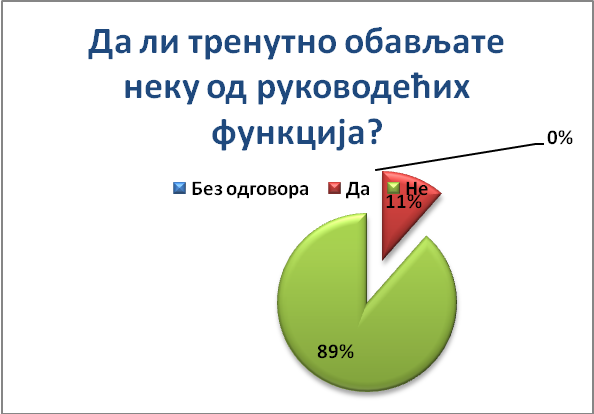 Да ли тренутно обављате
неку од руководећих
функција?
0%
Без одговора Да Не
11%
89%